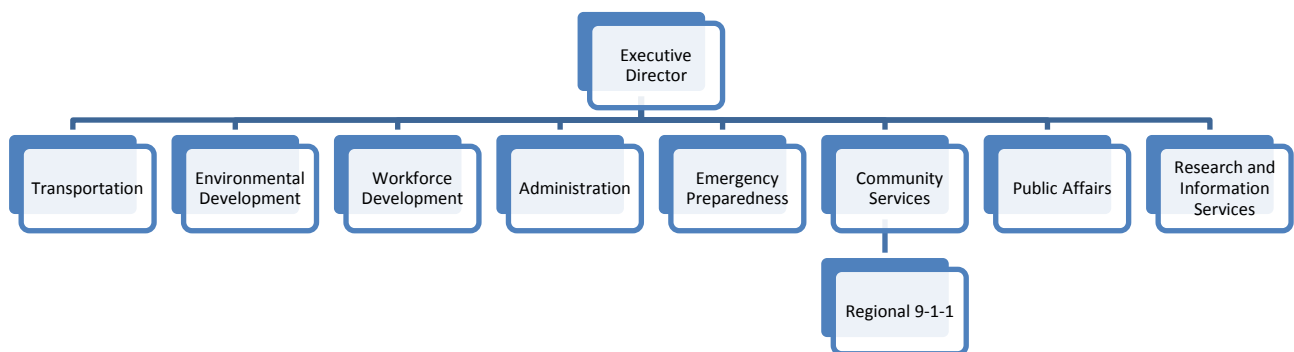 Executive
Director
Transportation
Environmental
Development
Workforce
Development
Administration
Emergency
Preparedness
Community
Services
Public Affairs
Research and
Information
Services
Regional 9-1-1